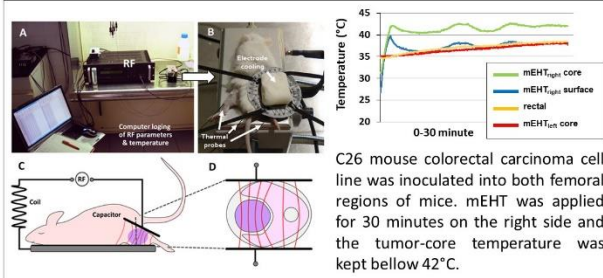 A
RF
Computer loging
of RF parameters
& temperature
B
Electrode
cooling
Thermal
probes
C
RF
Coil
Capacitor
D
Temperature (°C)
45
40
35
30
25
20
mEHTright core
mEHTright surface
rectal
mEHTleft core
0-30 minute
C26 mouse colorectal carcinoma cell
line was inoculated into both femoral
regions of mice. mEHT was applied
for 30 minutes on the right side and
the tumor-core temperature was
kept bellow 42°C.